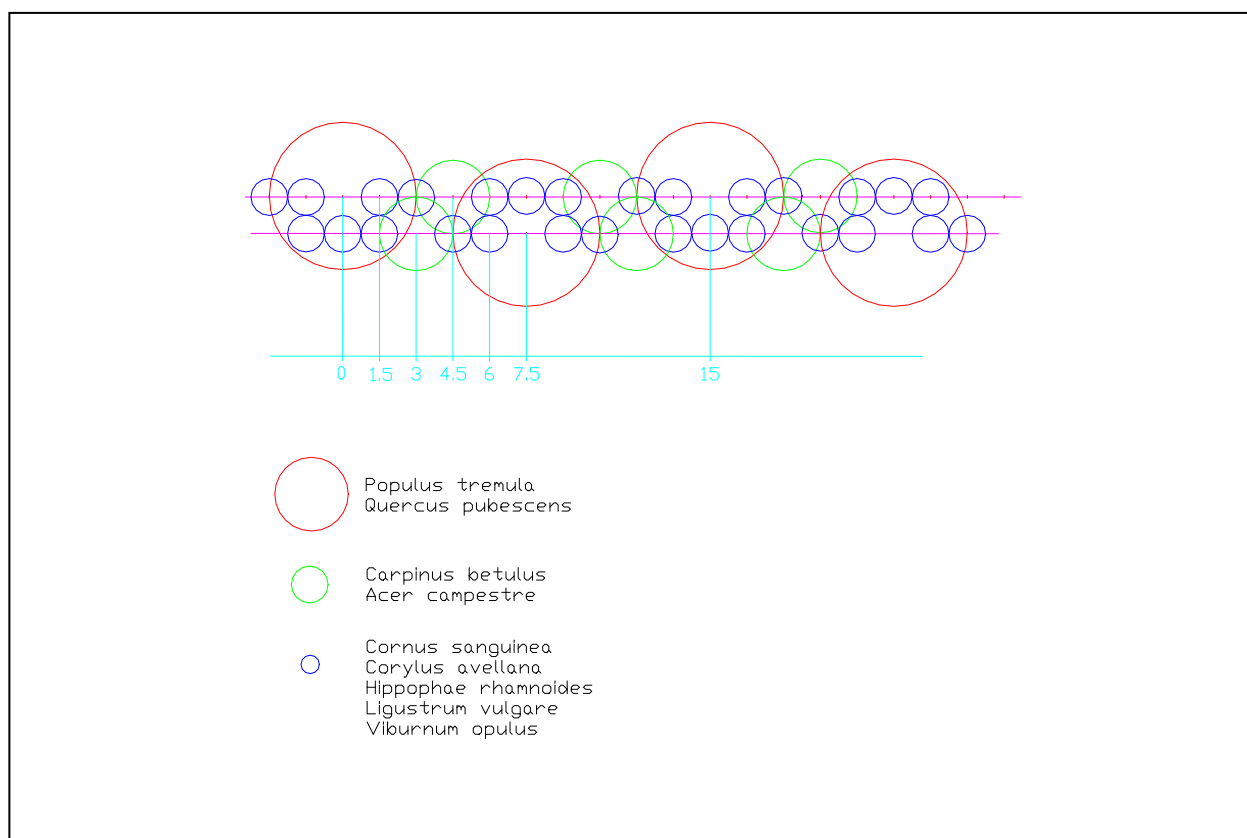 0 1.5 3 4.5 6 7.5 15
Populus tremula
Quercus pubescens
Carpinus betulus
Acer campestre
Cornus sanguinea
Corylus avellana
Hippophae rhamnoides
Ligustrum vulgare
Viburnum opulus